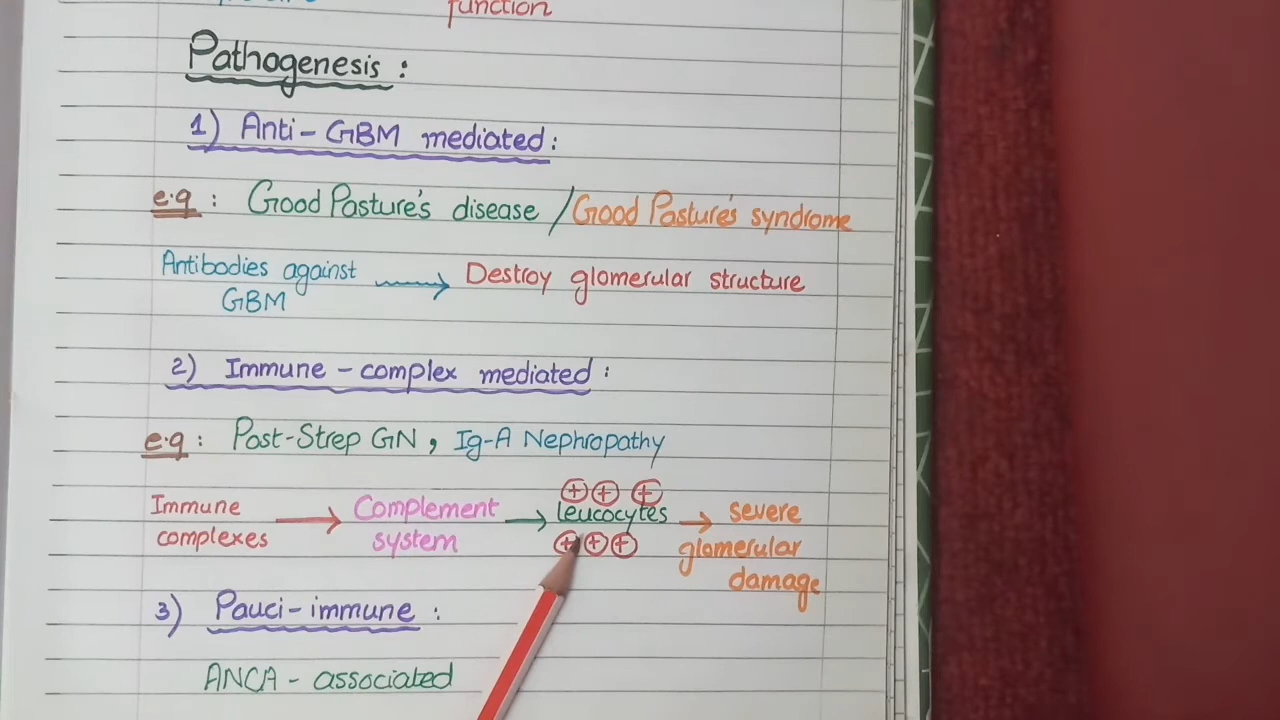 function
Pathogenesis :
1) Anti-GBM mediated:
e.g : Good Pasture's disease / Good Pasture's syndrome
Antibodies against GBM → Destroy glomerular structure
2) Immune-complex mediated :
e.g : Post-Strep GN, Ig-A Nephropathy
⊕ ⊕ ⊕
Immune complexes → Complement system → leucocytes → severe glomerular damage
⊕ ⊕ ⊕
3) Pauci-immune :
ANCA - associated